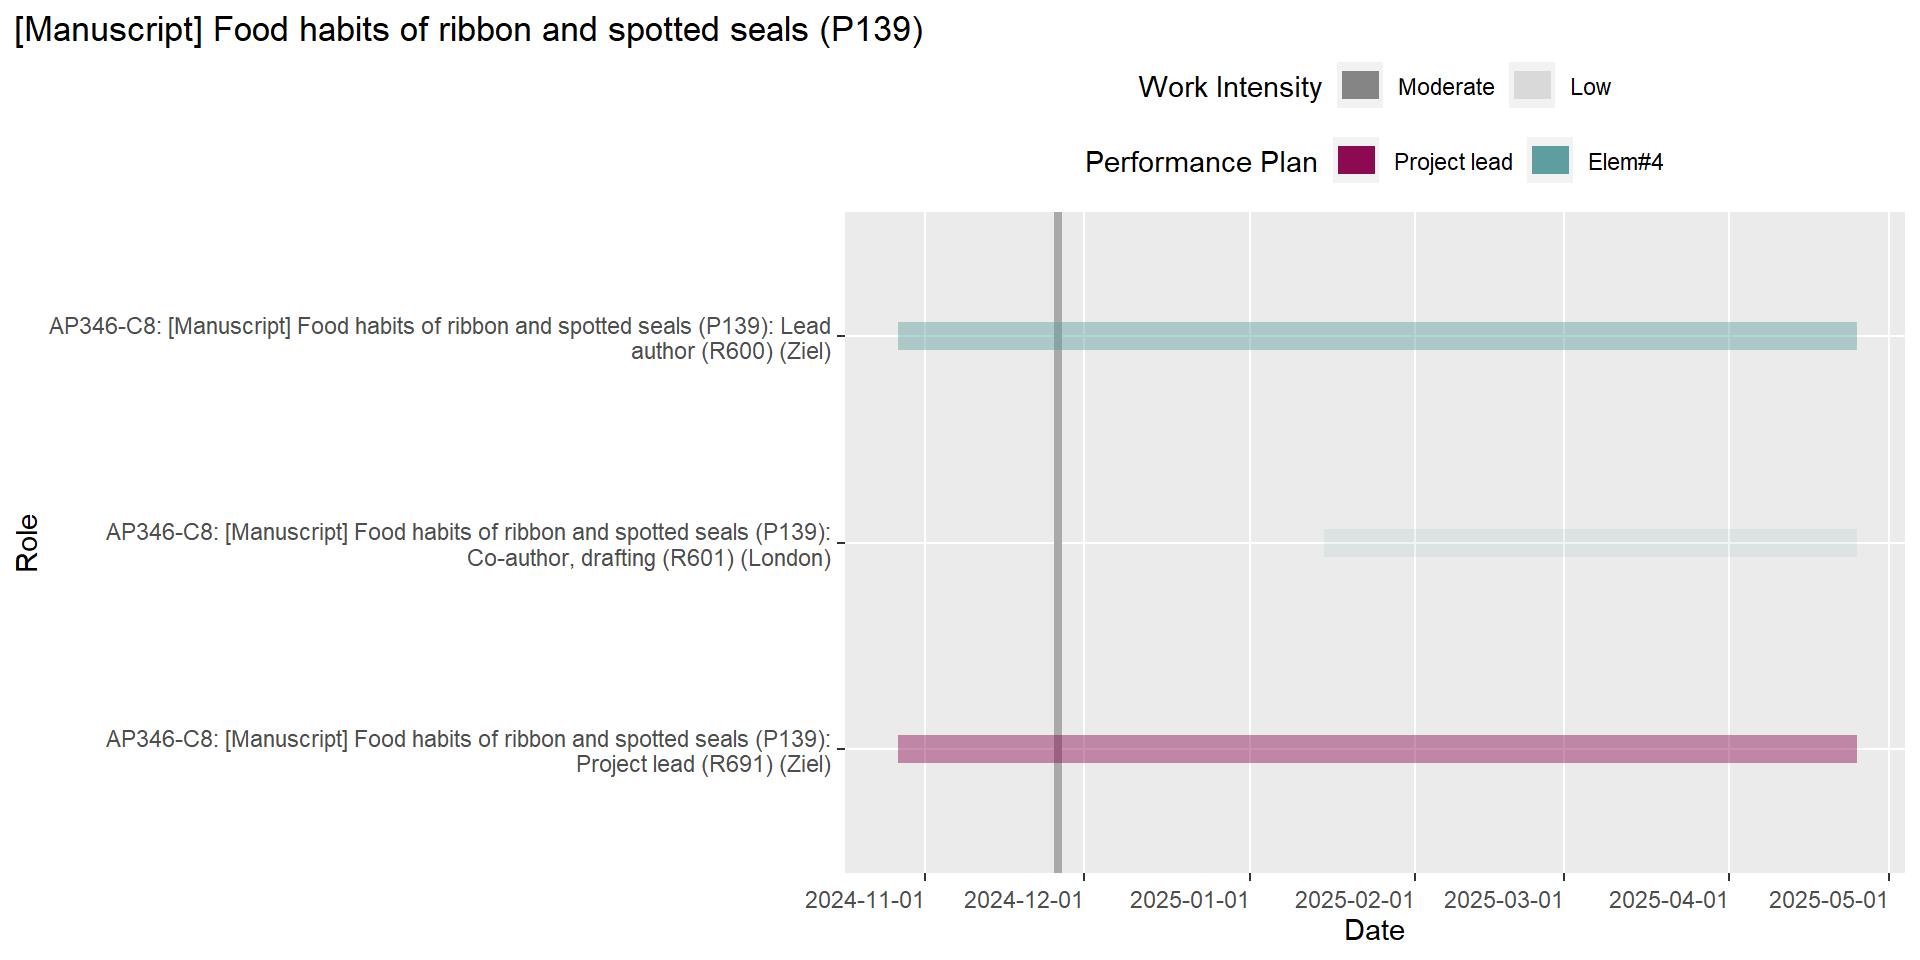 [Manuscript] Food habits of ribbon and spotted seals (P139)
Work Intensity Moderate Low
Performance Plan Project lead Elem#4
AP346-C8: [Manuscript] Food habits of ribbon and spotted seals (P139): Lead
author (R600) (Ziel)
AP346-C8: [Manuscript] Food habits of ribbon and spotted seals (P139):
Co-author, drafting (R601) (London)
AP346-C8: [Manuscript] Food habits of ribbon and spotted seals (P139):
Project lead (R691) (Ziel)
Role
2024-11-01 2024-12-01 2025-01-01 2025-02-01 2025-03-01 2025-04-01 2025-05-01
Date